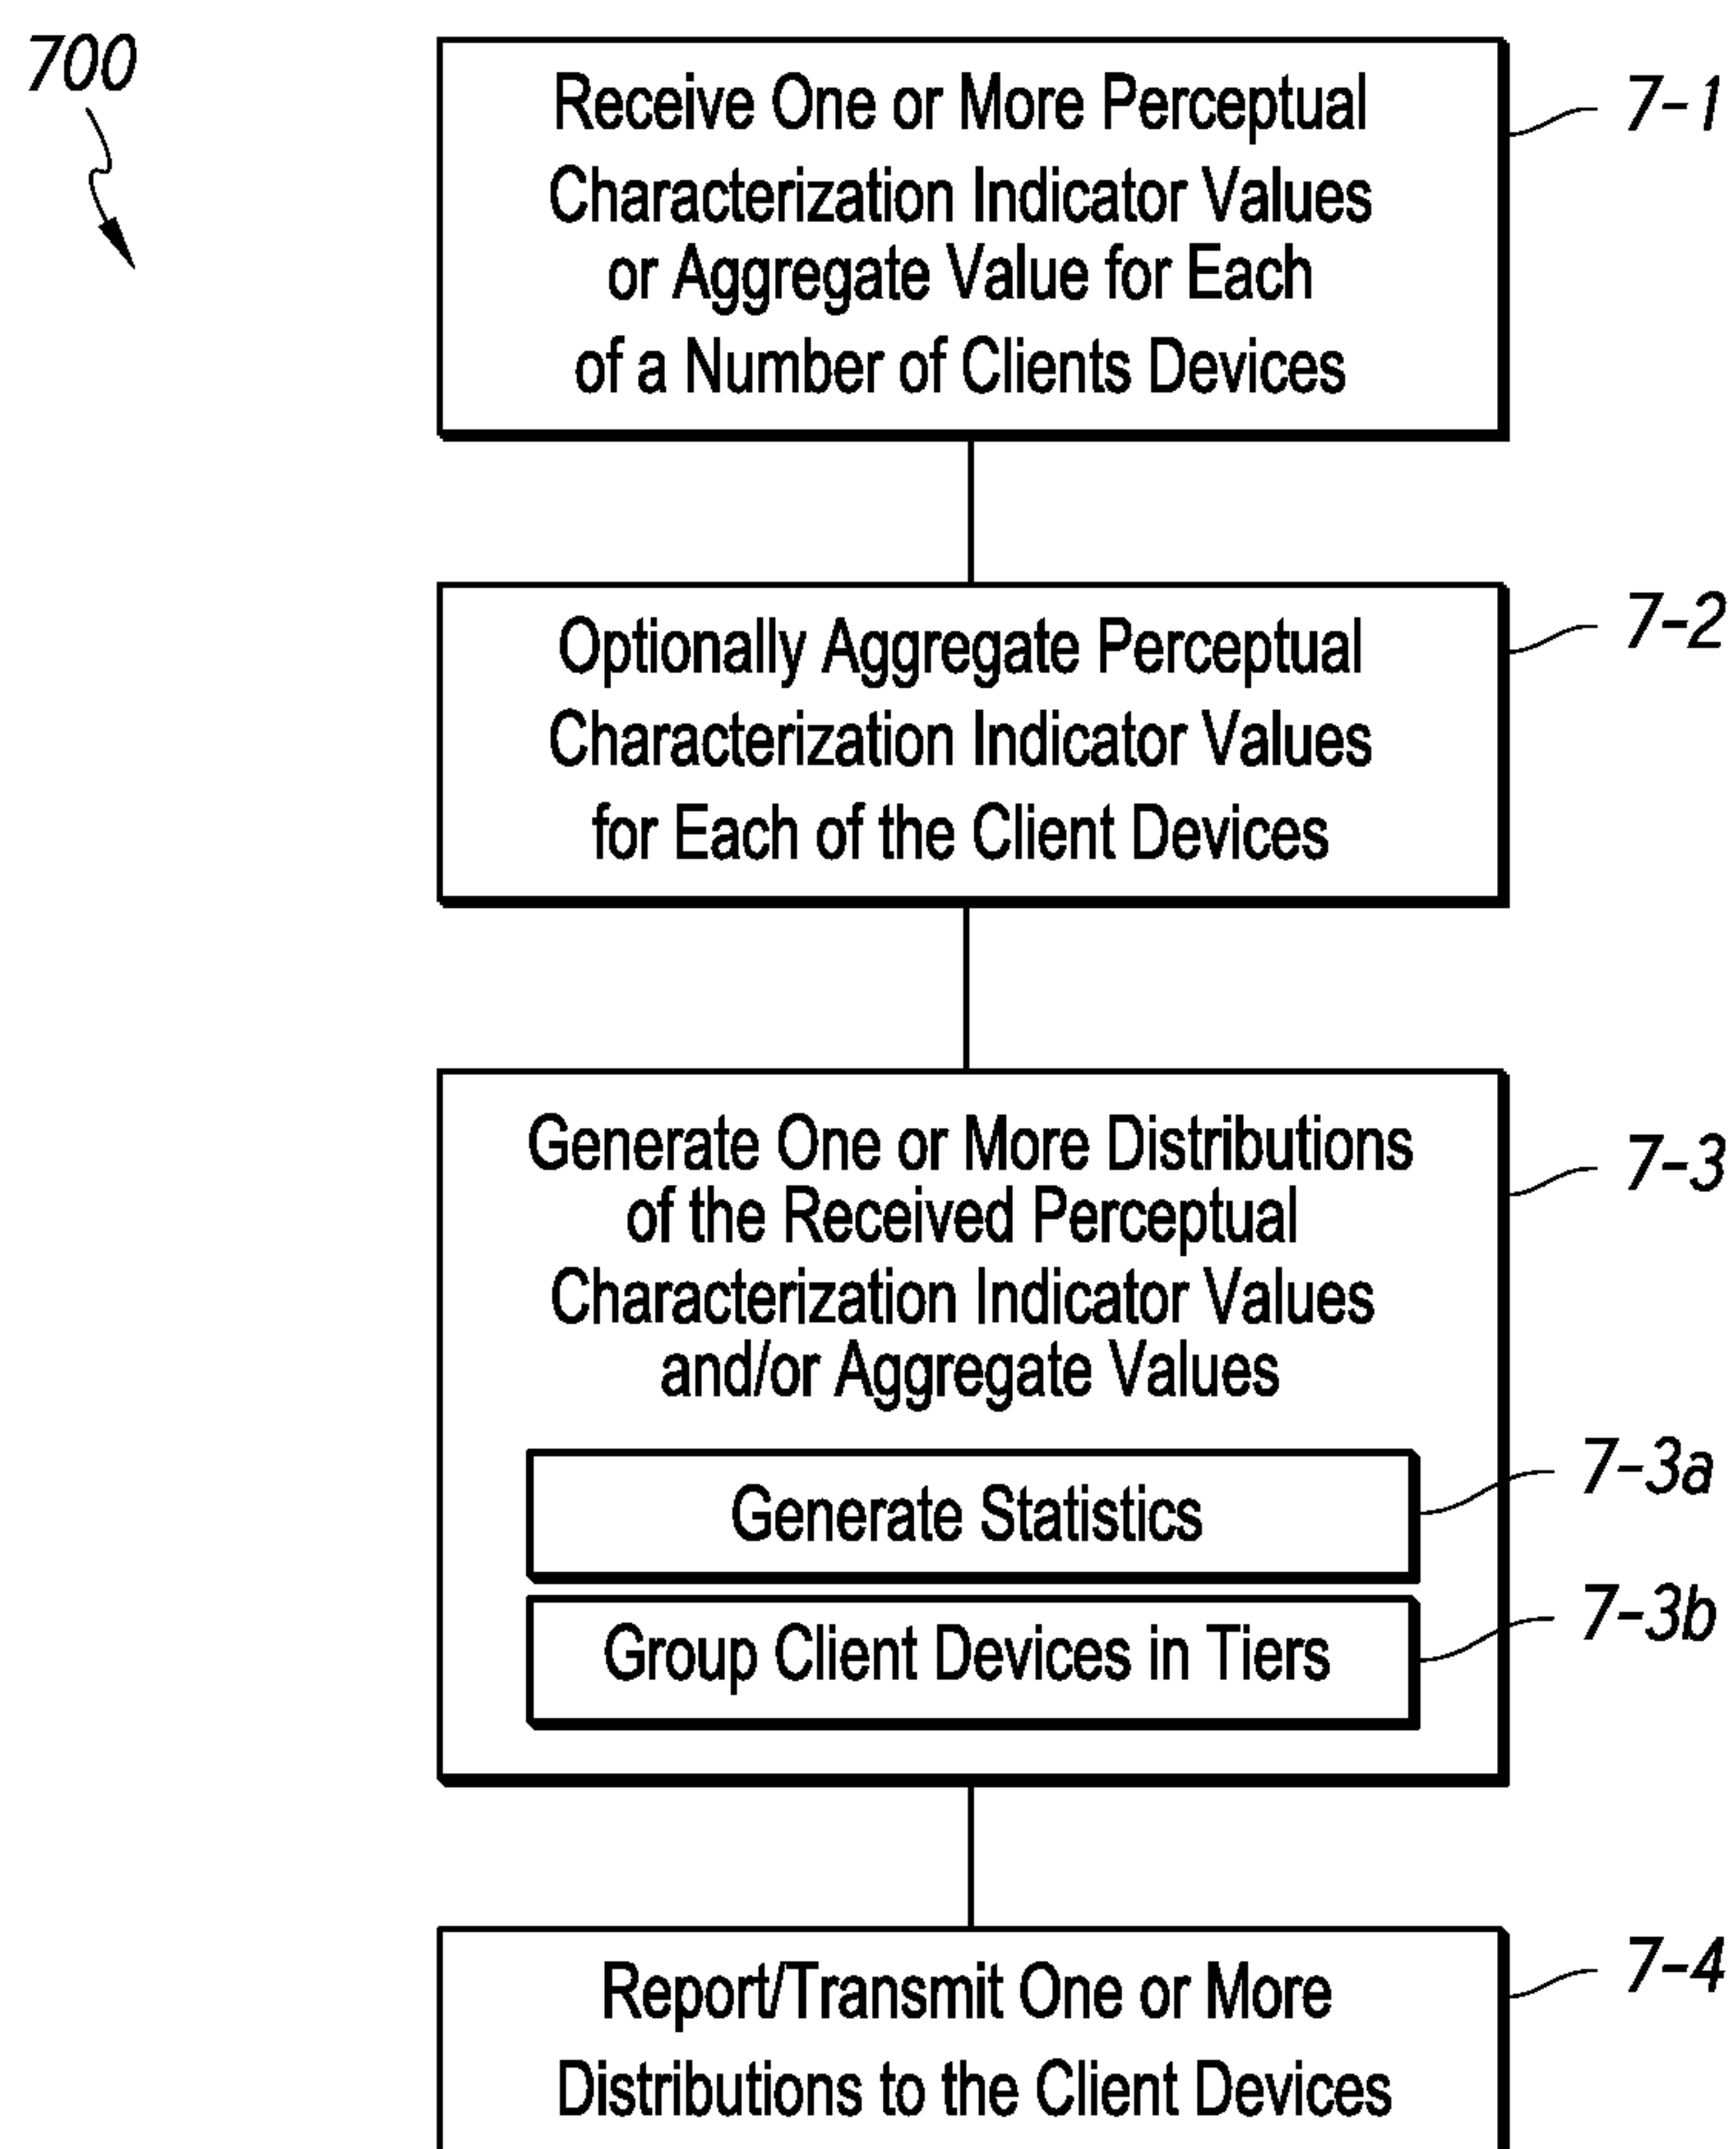 700
Receive One or More Perceptual
Characterization Indicator Values
or Aggregate Value for Each
of a Number of Clients Devices
7-1
Optionally Aggregate Perceptual
Characterization Indicator Values
for Each of the Client Devices
7-2
Generate One or More Distributions
of the Received Perceptual
Characterization Indicator Values
and/or Aggregate Values
7-3
Generate Statistics
7-3a
Group Client Devices in Tiers
7-3b
Report/Transmit One or More
Distributions to the Client Devices
7-4